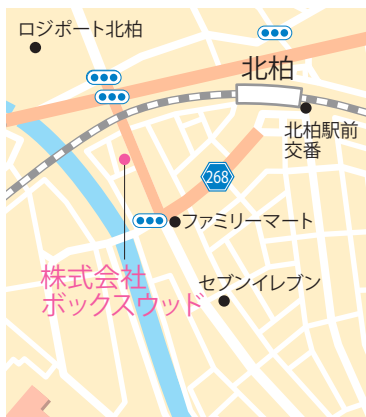 ロジポート北柏
北柏
北柏駅前
交番
268
ファミリーマート
株式会社
ボックスウッド
セブンイレブン